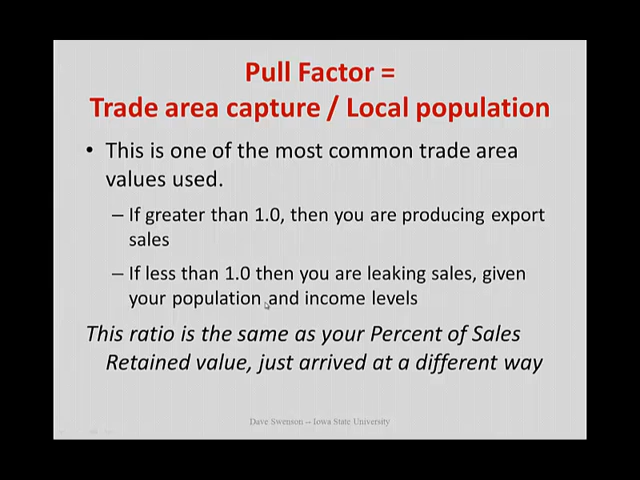 Pull Factor =
Trade area capture / Local population
• This is one of the most common trade area
values used.
– If greater than 1.0, then you are producing export
sales
– If less than 1.0 then you are leaking sales, given
your population and income levels
This ratio is the same as your Percent of Sales
Retained value, just arrived at a different way
Dave Swenson -- Iowa State University